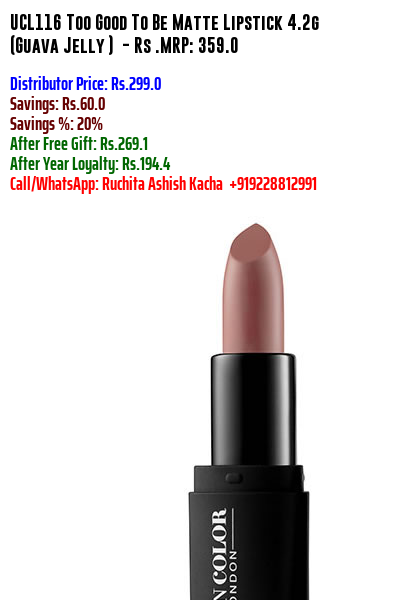 UCL116 Too Good To Be Matte Lipstick 4.2g
(Guava Jelly ) - Rs .MRP: 359.0
Distributor Price: Rs.299.0
Savings: Rs.60.0
Savings %: 20%
After Free Gift: Rs.269.1
After Year Loyalty: Rs.194.4
Call/WhatsApp: Ruchita Ashish Kacha +919228812991
N COLOR
ONDON